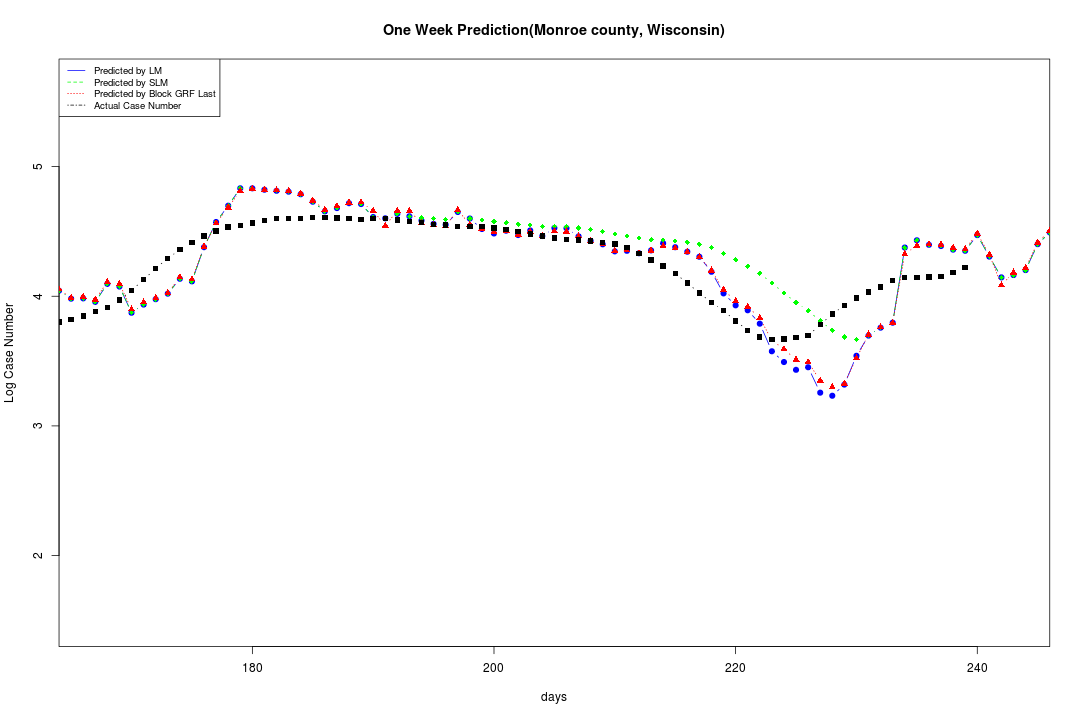 One Week Prediction(Monroe county, Wisconsin)
Predicted by LM
Predicted by SLM
Predicted by Block GRF Last
Actual Case Number
5
4
3
2
Log Case Number
180 200 220 240
days